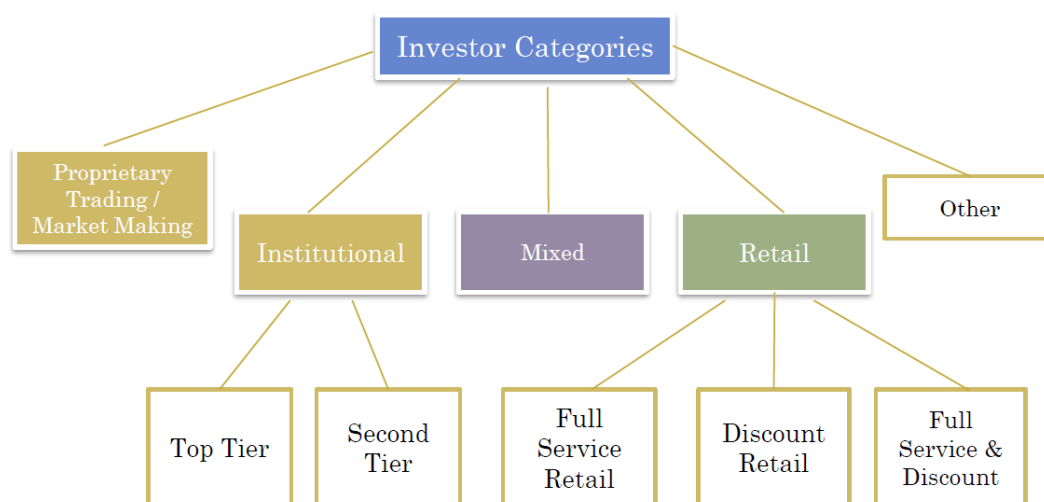 Investor Categories
Proprietary
Trading /
Market Making
Institutional
Mixed
Retail
Other
Top Tier
Second
Tier
Full
Service
Retail
Discount
Retail
Full
Service &
Discount